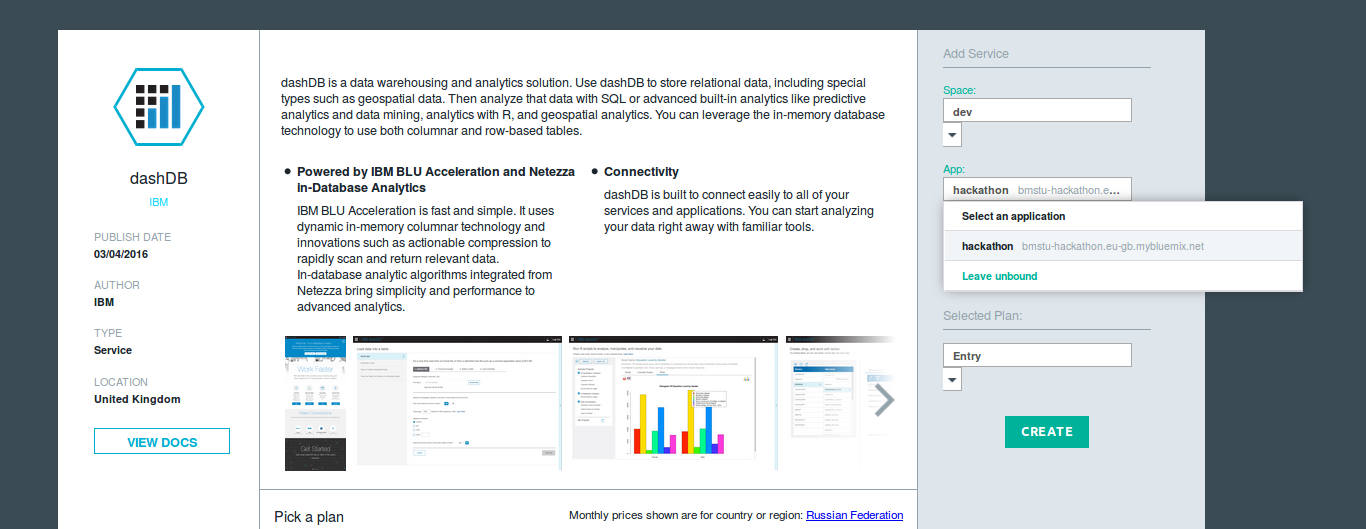 dashDB
IBM
PUBLISH DATE
03/04/2016
AUTHOR
IBM
TYPE
Service
LOCATION
United Kingdom
VIEW DOCS
dashDB is a data warehousing and analytics solution. Use dashDB to store relational data, including special
types such as geospatial data. Then analyze that data with SQL or advanced built-in analytics like predictive
analytics and data mining, analytics with R, and geospatial analytics. You can leverage the in-memory database
technology to use both columnar and row-based tables.
Powered by IBM BLU Acceleration and Netezza
In-Database Analytics
IBM BLU Acceleration is fast and simple. It uses
dynamic in-memory columnar technology and
innovations such as actionable compression to
rapidly scan and return relevant data.
In-database analytic algorithms integrated from
Netezza bring simplicity and performance to
advanced analytics.
Connectivity
dashDB is built to connect easily to all of your
services and applications. You can start analyzing
your data right away with familiar tools.
Work Faster
Get Started
Pick a plan
Monthly prices shown are for country or region: Russian Federation
Add Service
Space:
dev
App:
hackathon bmstu-hackathon.e...
Select an application
hackathon bmstu-hackathon.eu-gb.mybluemix.net
Leave unbound
Selected Plan:
Entry
CREATE